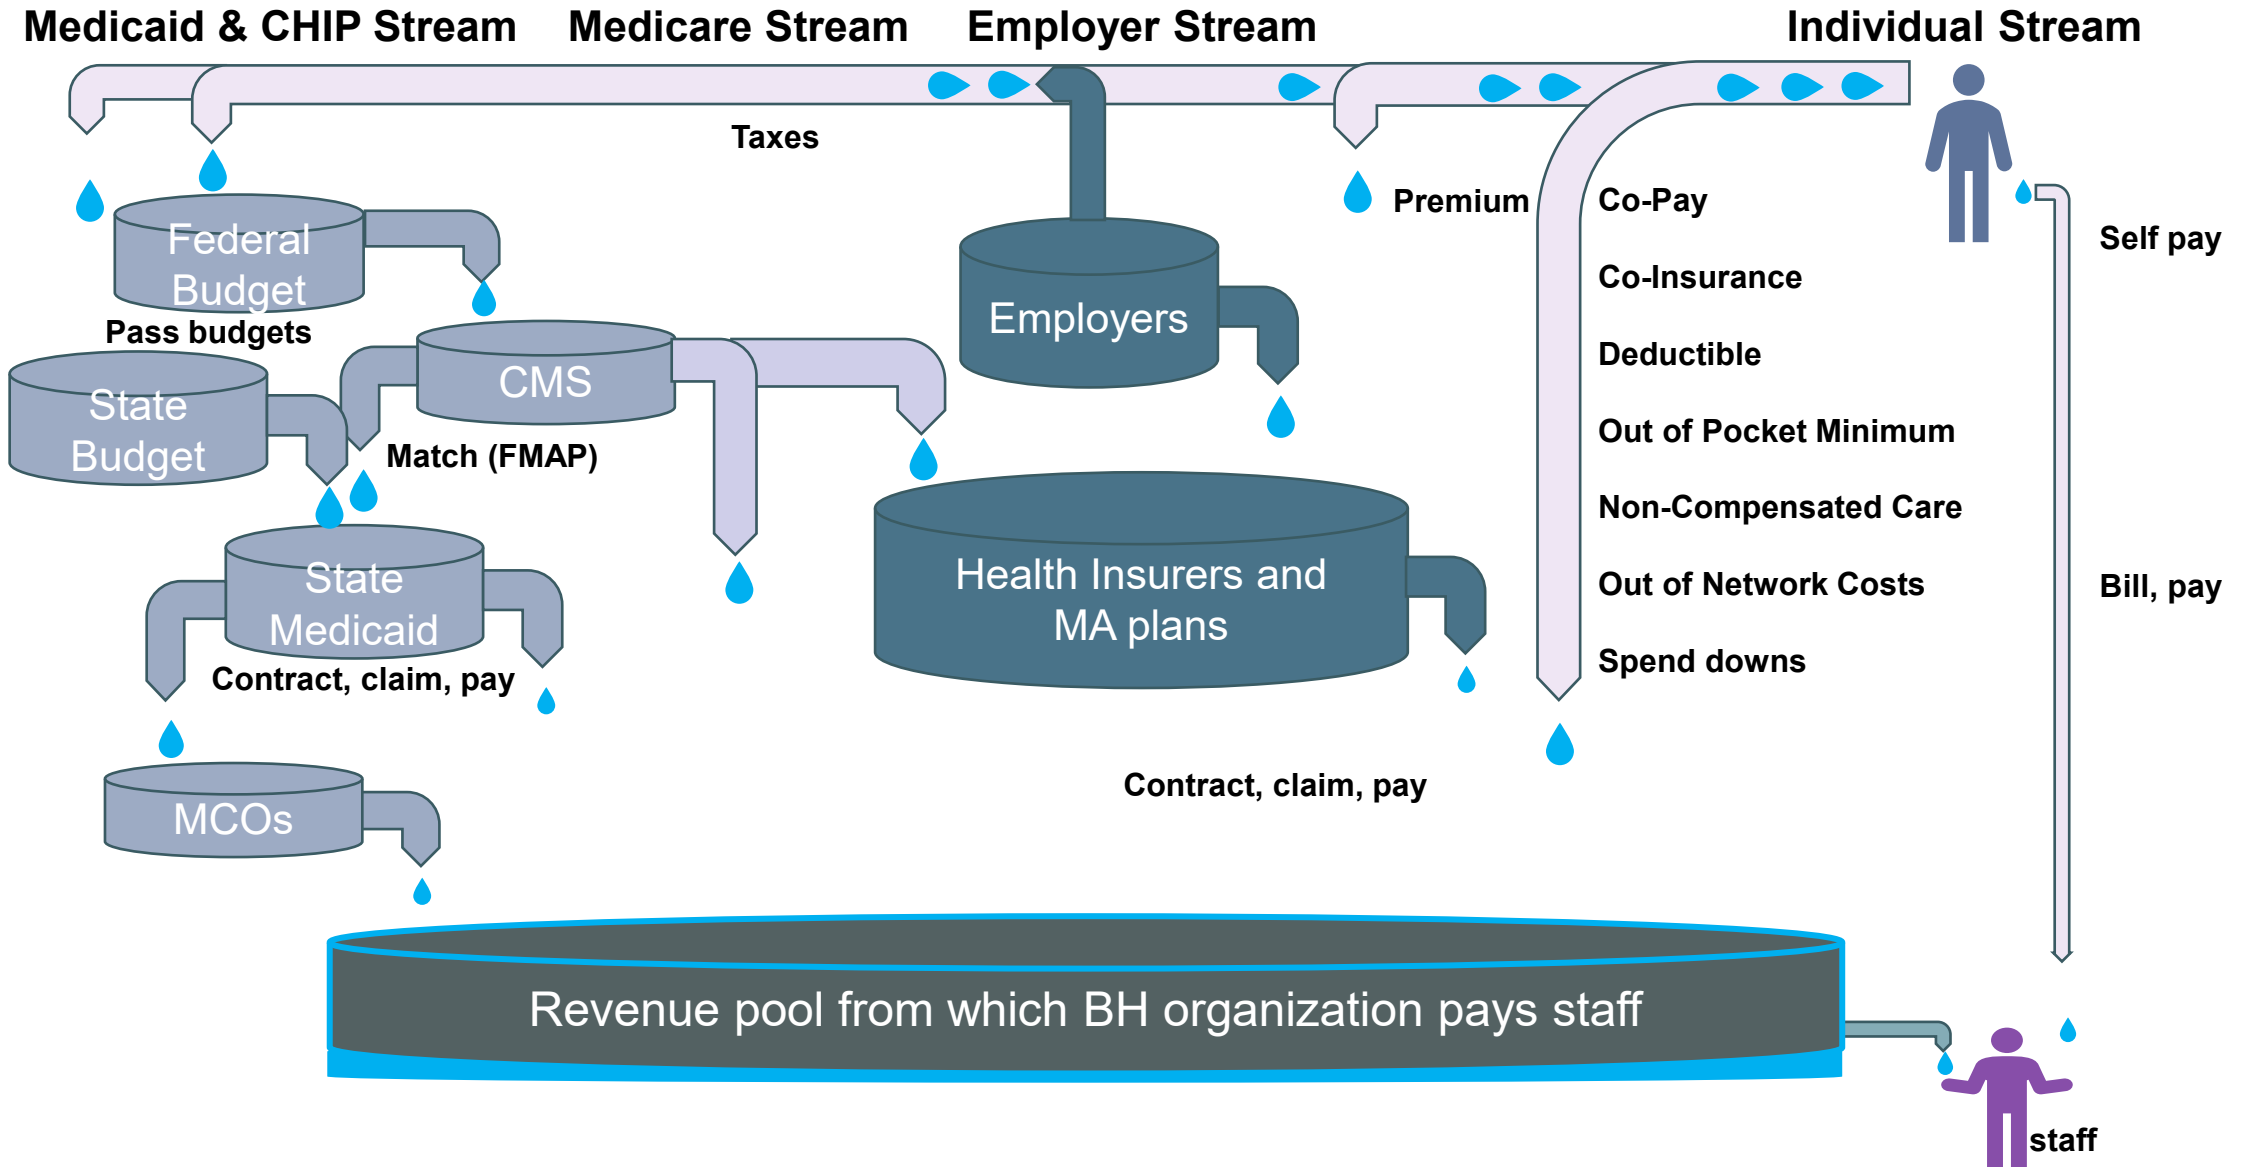 Medicaid & CHIP Stream
Medicare Stream
Employer Stream
Individual Stream
Taxes
Federal
Budget
Pass budgets
State
Budget
CMS
Match (FMAP)
State
Medicaid
Contract, claim, pay
MCOs
Employers
Premium
Health Insurers and
MA plans
Contract, claim, pay
Co-Pay
Co-Insurance
Deductible
Out of Pocket Minimum
Non-Compensated Care
Out of Network Costs
Spend downs
Self pay
Bill, pay
Revenue pool from which BH organization pays staff
staff